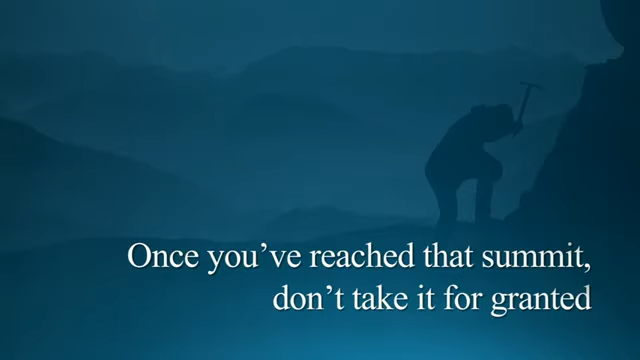 Once you’ve reached that summit,
don’t take it for granted